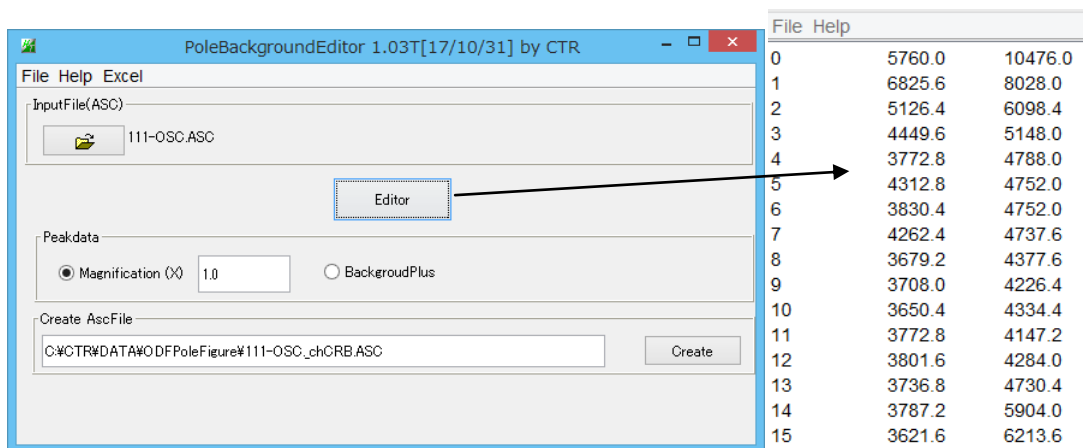 PoleBackgroundEditor 1.03T[17/10/31] by CTR
File Help Excel
InputFile(ASC)
111-OSC.ASC
Editor
Peakdata
Magnification (X) 1.0 BackgroudPlus
Create AscFile
C:¥CTR¥DATA¥ODFPoleFigure¥111-OSC_chCRB.ASC Create
File Help
0 5760.0 10476.0
1 6825.6 8028.0
2 5126.4 6098.4
3 4449.6 5148.0
4 3772.8 4788.0
5 4312.8 4752.0
6 3830.4 4752.0
7 4262.4 4737.6
8 3679.2 4377.6
9 3708.0 4226.4
10 3650.4 4334.4
11 3772.8 4147.2
12 3801.6 4284.0
13 3736.8 4730.4
14 3787.2 5904.0
15 3621.6 6213.6